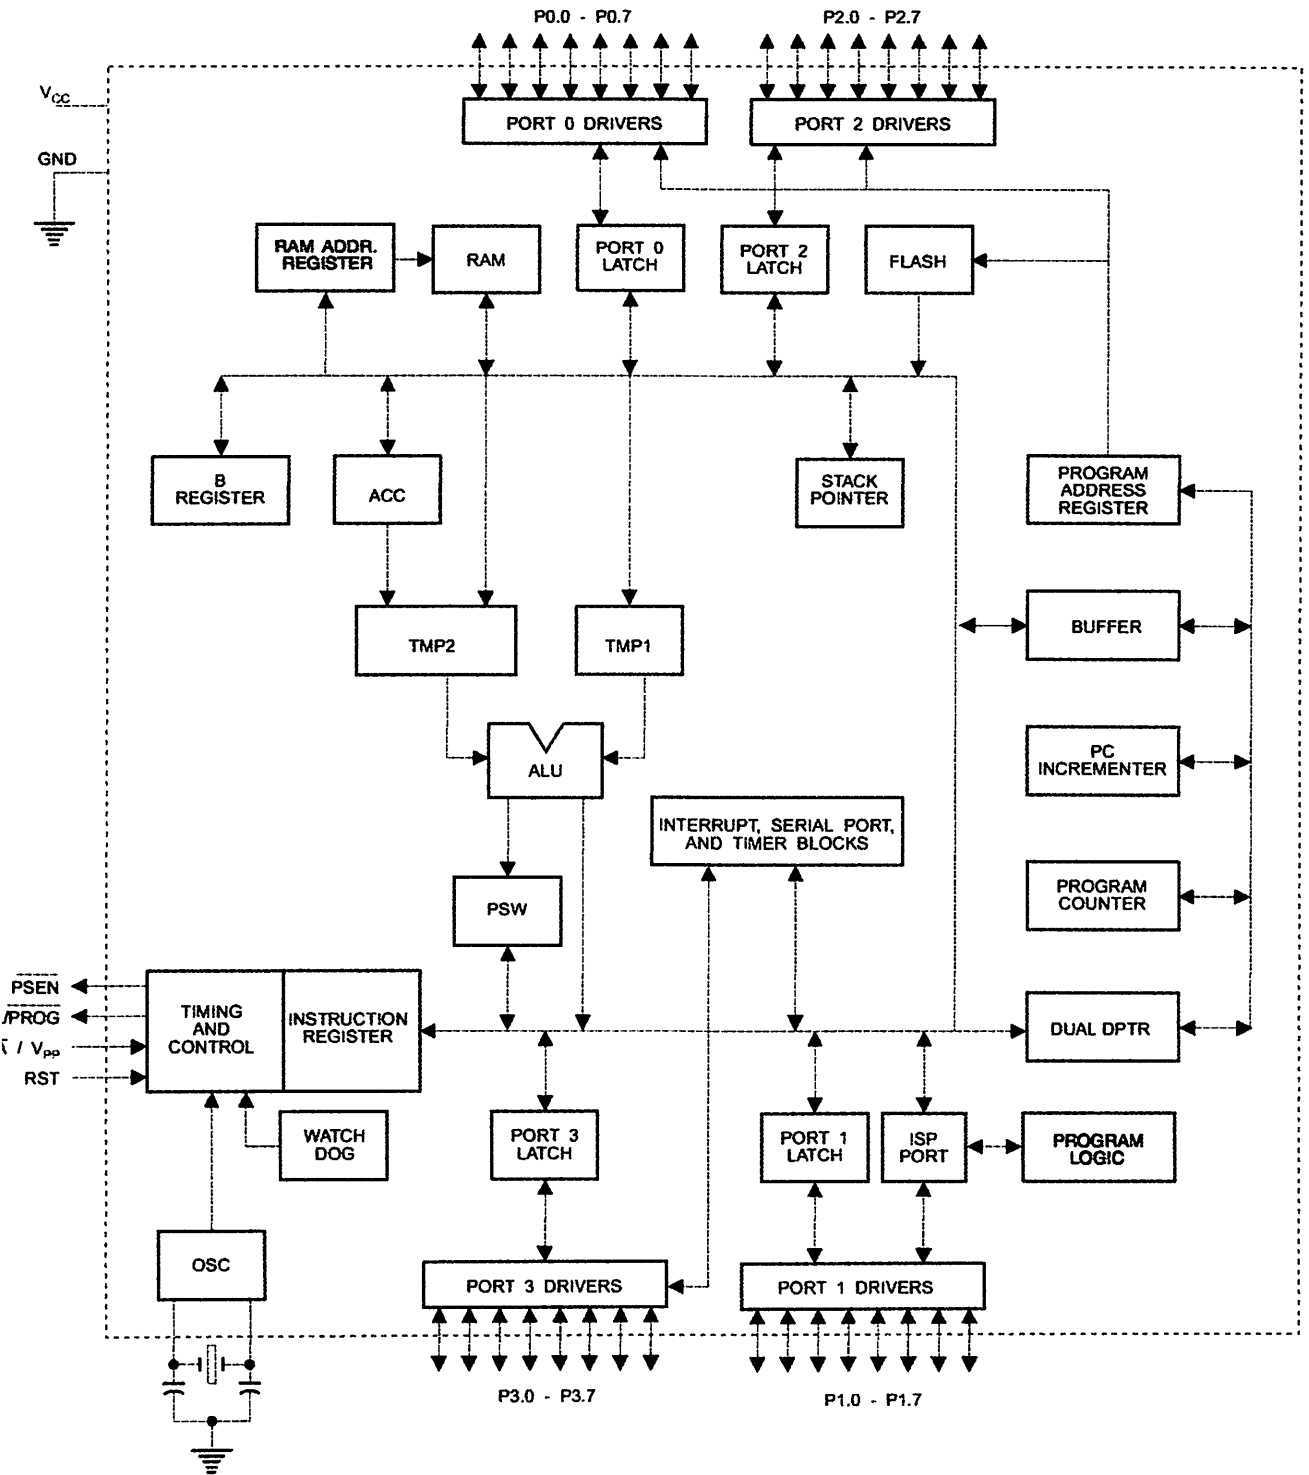 P0.0 - P0.7
P2.0 - P2.7
VCC
PORT 0 DRIVERS
PORT 2 DRIVERS
GND
RAM ADDR.
REGISTER
RAM
PORT 0
LATCH
PORT 2
LATCH
FLASH
B
REGISTER
ACC
STACK
POINTER
PROGRAM
ADDRESS
REGISTER
TMP2
TMP1
BUFFER
ALU
PC
INCREMENTER
INTERRUPT, SERIAL PORT,
AND TIMER BLOCKS
PSW
PROGRAM
COUNTER
PSEN
/PROG
/ VPP
RST
TIMING
AND
CONTROL
INSTRUCTION
REGISTER
DUAL DPTR
WATCH
DOG
PORT 3
LATCH
PORT 1
LATCH
ISP
PORT
PROGRAM
LOGIC
OSC
PORT 3 DRIVERS
PORT 1 DRIVERS
P3.0 - P3.7
P1.0 - P1.7